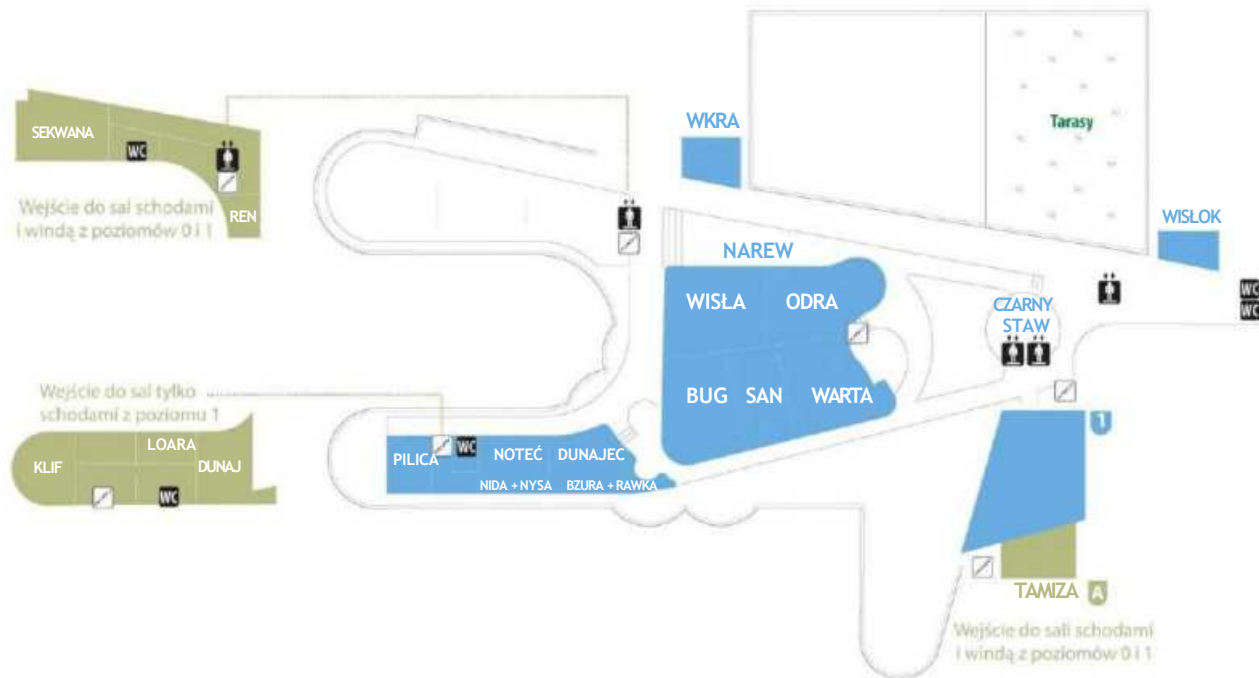 SEKWANA
WC
REN
Wejście do sal schodami
i windą z poziomów 0 i 1
WKRA
Tarasy
WISŁOK
NAREW
WISŁA
ODRA
CZARNY
STAW
WC
WC
BUG
SAN
WARTA
Wejście do sal tylko
schodami z poziomu 1
KLIF
LOARA
DUNAJ
WC
PILICA
WC
NOTEĆ
DUNAJEC
NIDA + NYSA
BZURA + RAWKA
1
TAMIZA
A
Wejście do sali schodami
i windą z poziomów 0 i 1